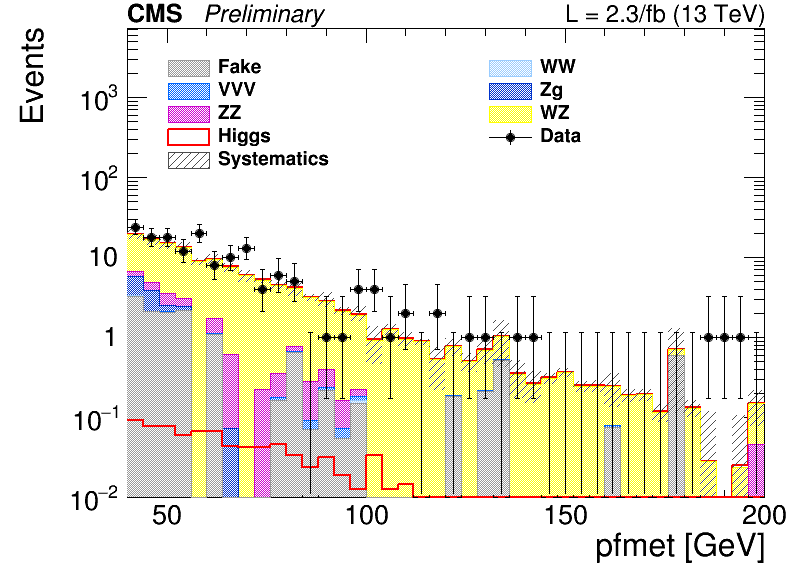 CMS Preliminary L = 2.3/fb (13 TeV)
Events
Fake WW
VVV Zg
ZZ WZ
Higgs Data
Systematics
10³
10²
10
1
10⁻¹
10⁻²
50 100 150 200
pfmet [GeV]